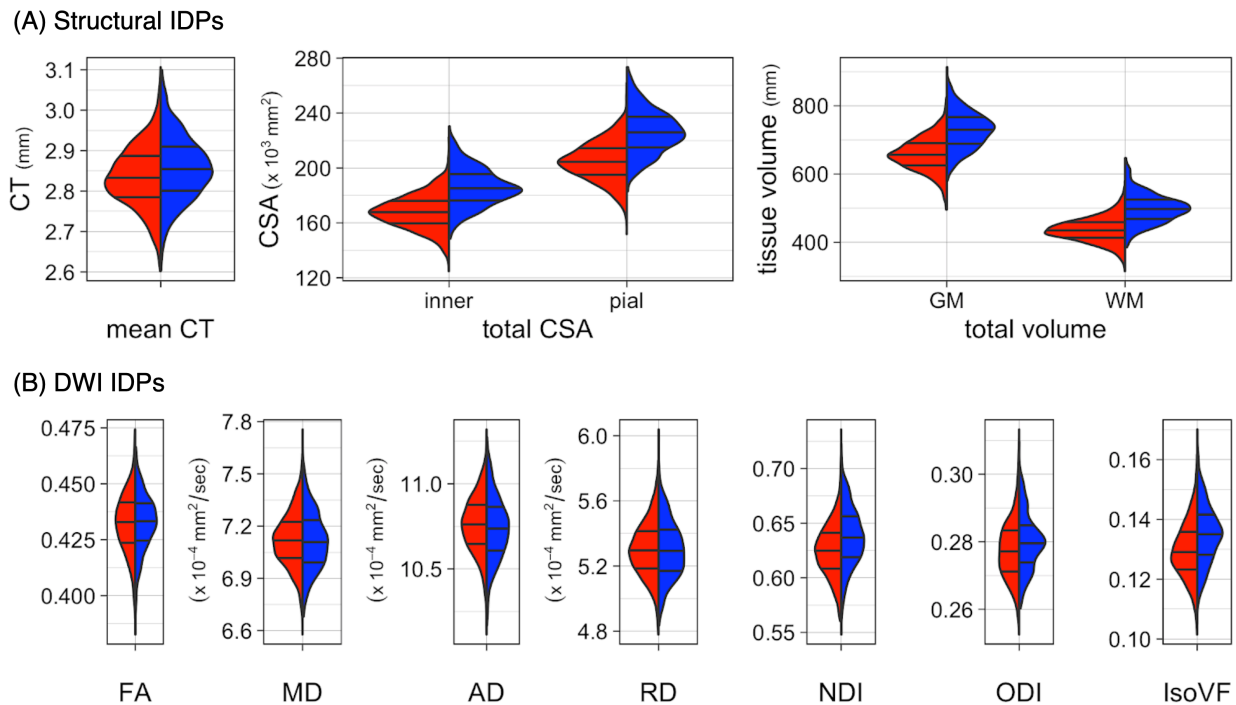 (A) Structural IDPs
CT (mm)
3.1
3.0
2.9
2.8
2.7
2.6
mean CT
CSA (x 10³ mm²)
280
240
200
160
120
inner pial
total CSA
tissue volume (mm)
800
600
400
GM WM
total volume
(B) DWI IDPs
0.475
0.450
0.425
0.400
FA
(x 10⁻⁴ mm²/sec)
7.8
7.5
7.2
6.9
6.6
MD
(x 10⁻⁴ mm²/sec)
11.0
10.5
AD
(x 10⁻⁴ mm²/sec)
6.0
5.6
5.2
4.8
RD
0.70
0.65
0.60
0.55
NDI
0.30
0.28
0.26
ODI
0.16
0.14
0.12
0.10
IsoVF